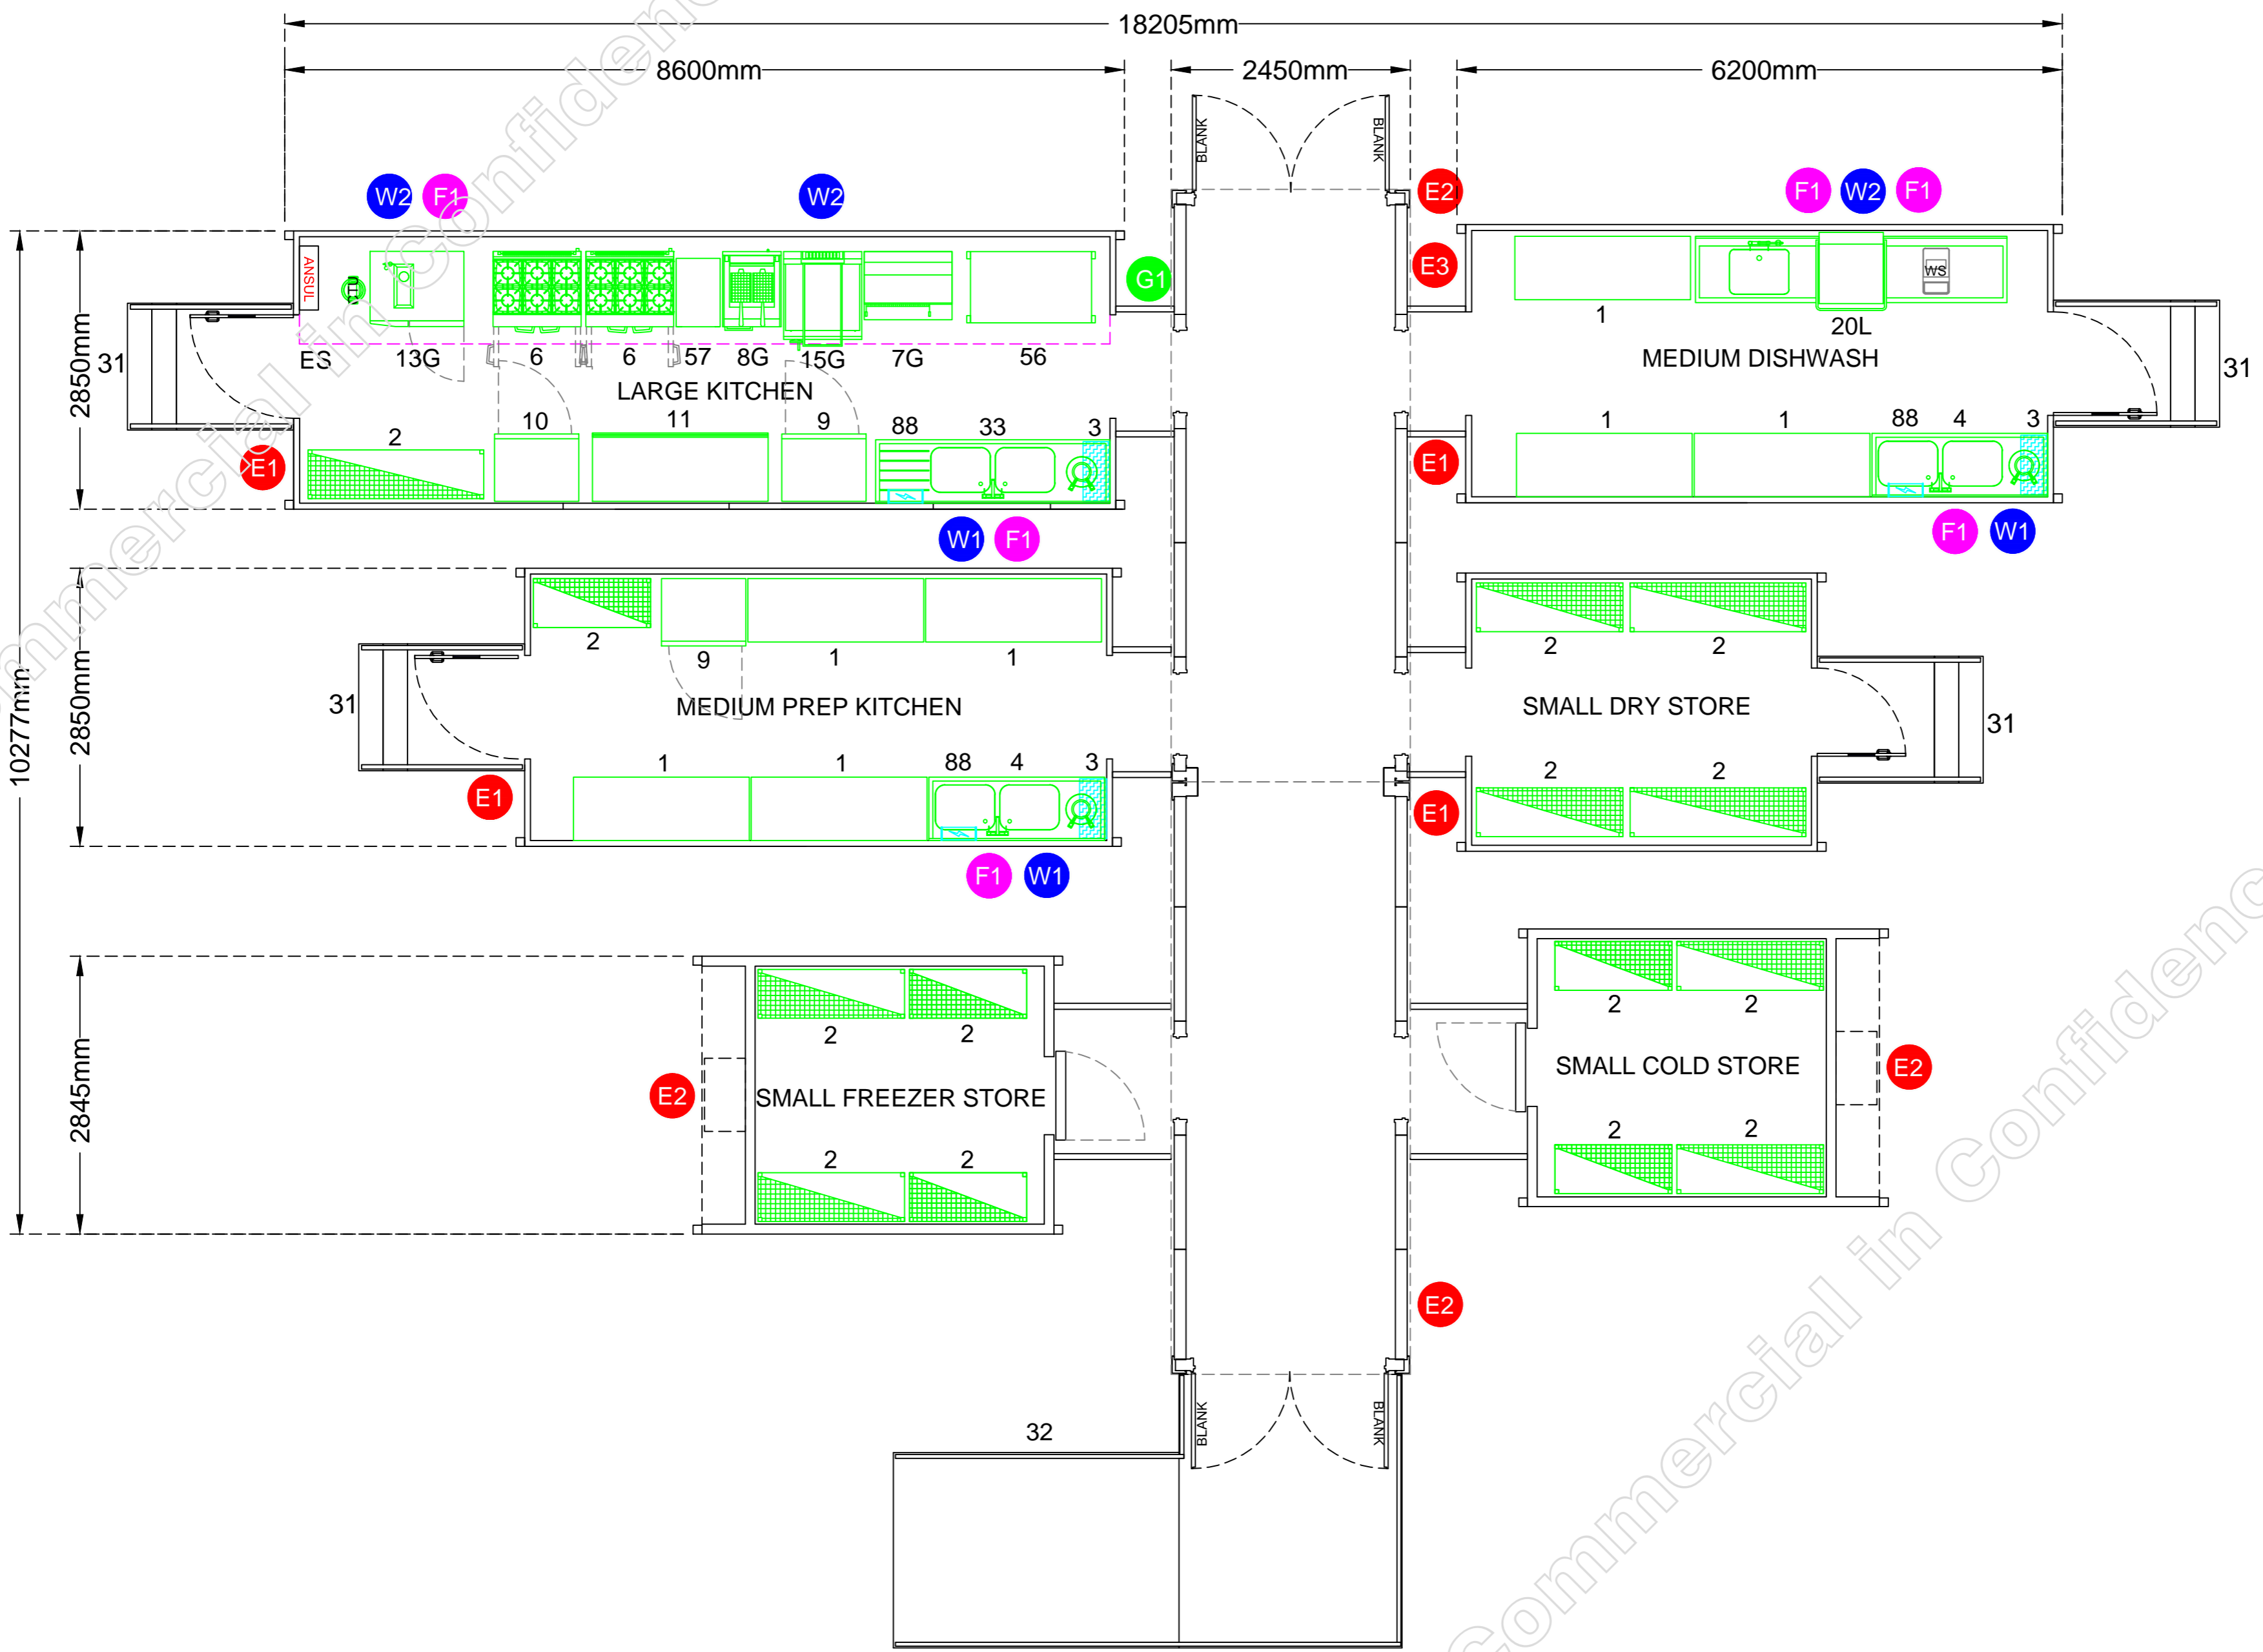 18205mm
8600mm
2450mm
6200mm
BLANK
BLANK
W2 F1
W2
E2
F1 W2 F1
ANSUL
CTU
G1
E3
WS
1
20L
ES 13G 6 6 57 8G 15G 7G 56
MEDIUM DISHWASH
31
31
2850mm
LARGE KITCHEN
2 10 11 9 88 33 3
1 1 88 4 3
E1
E1
W1 F1
F1 W1
2 9 1 1
2 2
31
MEDIUM PREP KITCHEN
SMALL DRY STORE
31
2850mm
10277mm
1 1 88 4 3
2 2
E1
E1
F1 W1
2 2
2 2
E2
SMALL FREEZER STORE
SMALL COLD STORE
E2
2845mm
2 2
2 2
E2
BLANK
BLANK
32
Commercial in Confidence
Commercial in Confidence